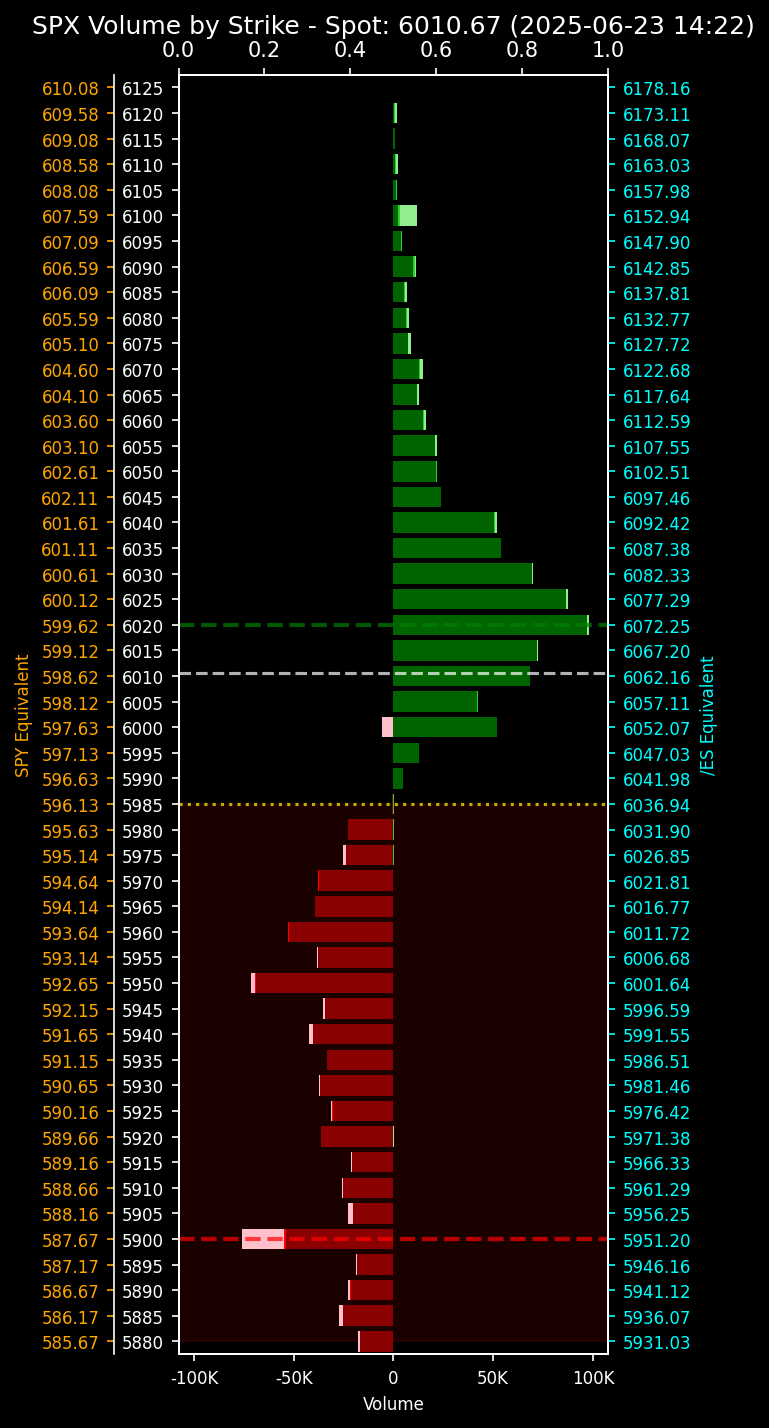 SPX Volume by Strike - Spot: 6010.67 (2025-06-23 14:22)
0.0 0.2 0.4 0.6 0.8 1.0
610.08 6125 6178.16
609.58 6120 6173.11
609.08 6115 6168.07
608.58 6110 6163.03
608.08 6105 6157.98
607.59 6100 6152.94
607.09 6095 6147.90
606.59 6090 6142.85
606.09 6085 6137.81
605.59 6080 6132.77
605.10 6075 6127.72
604.60 6070 6122.68
604.10 6065 6117.64
603.60 6060 6112.59
603.10 6055 6107.55
602.61 6050 6102.51
602.11 6045 6097.46
601.61 6040 6092.42
601.11 6035 6087.38
600.61 6030 6082.33
600.12 6025 6077.29
599.62 6020 6072.25
599.12 6015 6067.20
598.62 6010 6062.16
598.12 6005 6057.11
597.63 6000 6052.07
597.13 5995 6047.03
596.63 5990 6041.98
596.13 5985 6036.94
595.63 5980 6031.90
595.14 5975 6026.85
594.64 5970 6021.81
594.14 5965 6016.77
593.64 5960 6011.72
593.14 5955 6006.68
592.65 5950 6001.64
592.15 5945 5996.59
591.65 5940 5991.55
591.15 5935 5986.51
590.65 5930 5981.46
590.16 5925 5976.42
589.66 5920 5971.38
589.16 5915 5966.33
588.66 5910 5961.29
588.16 5905 5956.25
587.67 5900 5951.20
587.17 5895 5946.16
586.67 5890 5941.12
586.17 5885 5936.07
585.67 5880 5931.03
SPY Equivalent
/ES Equivalent
-100K -50K 0 50K 100K
Volume